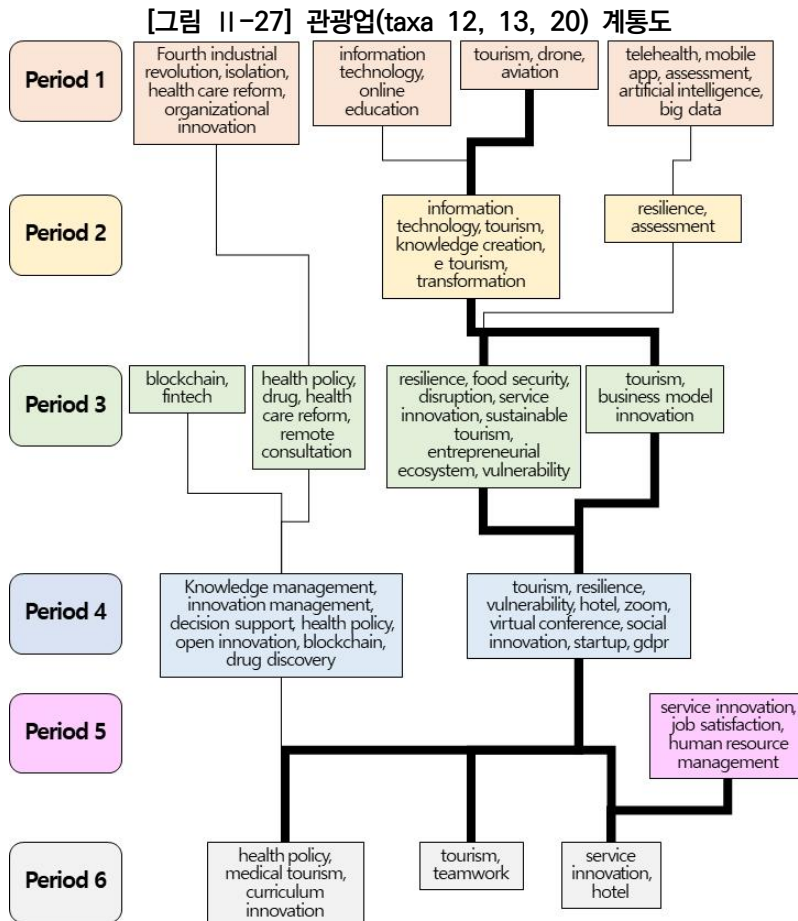 [그림 Ⅱ-27] 관광업(taxa 12, 13, 20) 계통도
Period 1
Fourth industrial
revolution, isolation,
health care reform,
organizational
innovation
information
technology,
online
education
tourism, drone,
aviation
telehealth, mobile
app, assessment,
artificial intelligence,
big data
Period 2
information
technology, tourism,
knowledge creation,
e tourism,
transformation
resilience,
assessment
Period 3
blockchain,
fintech
health policy,
drug, health
care reform,
remote
consultation
resilience, food security,
disruption, service
innovation, sustainable
tourism,
entrepreneurial
ecosystem, vulnerability
tourism,
business model
innovation
Period 4
Knowledge management,
innovation management,
decision support, health policy,
open innovation, blockchain,
drug discovery
tourism, resilience,
vulnerability, hotel, zoom,
virtual conference, social
innovation, startup, gdpr
Period 5
service innovation,
job satisfaction,
human resource
management
Period 6
health policy,
medical tourism,
curriculum
innovation
tourism,
teamwork
service
innovation,
hotel